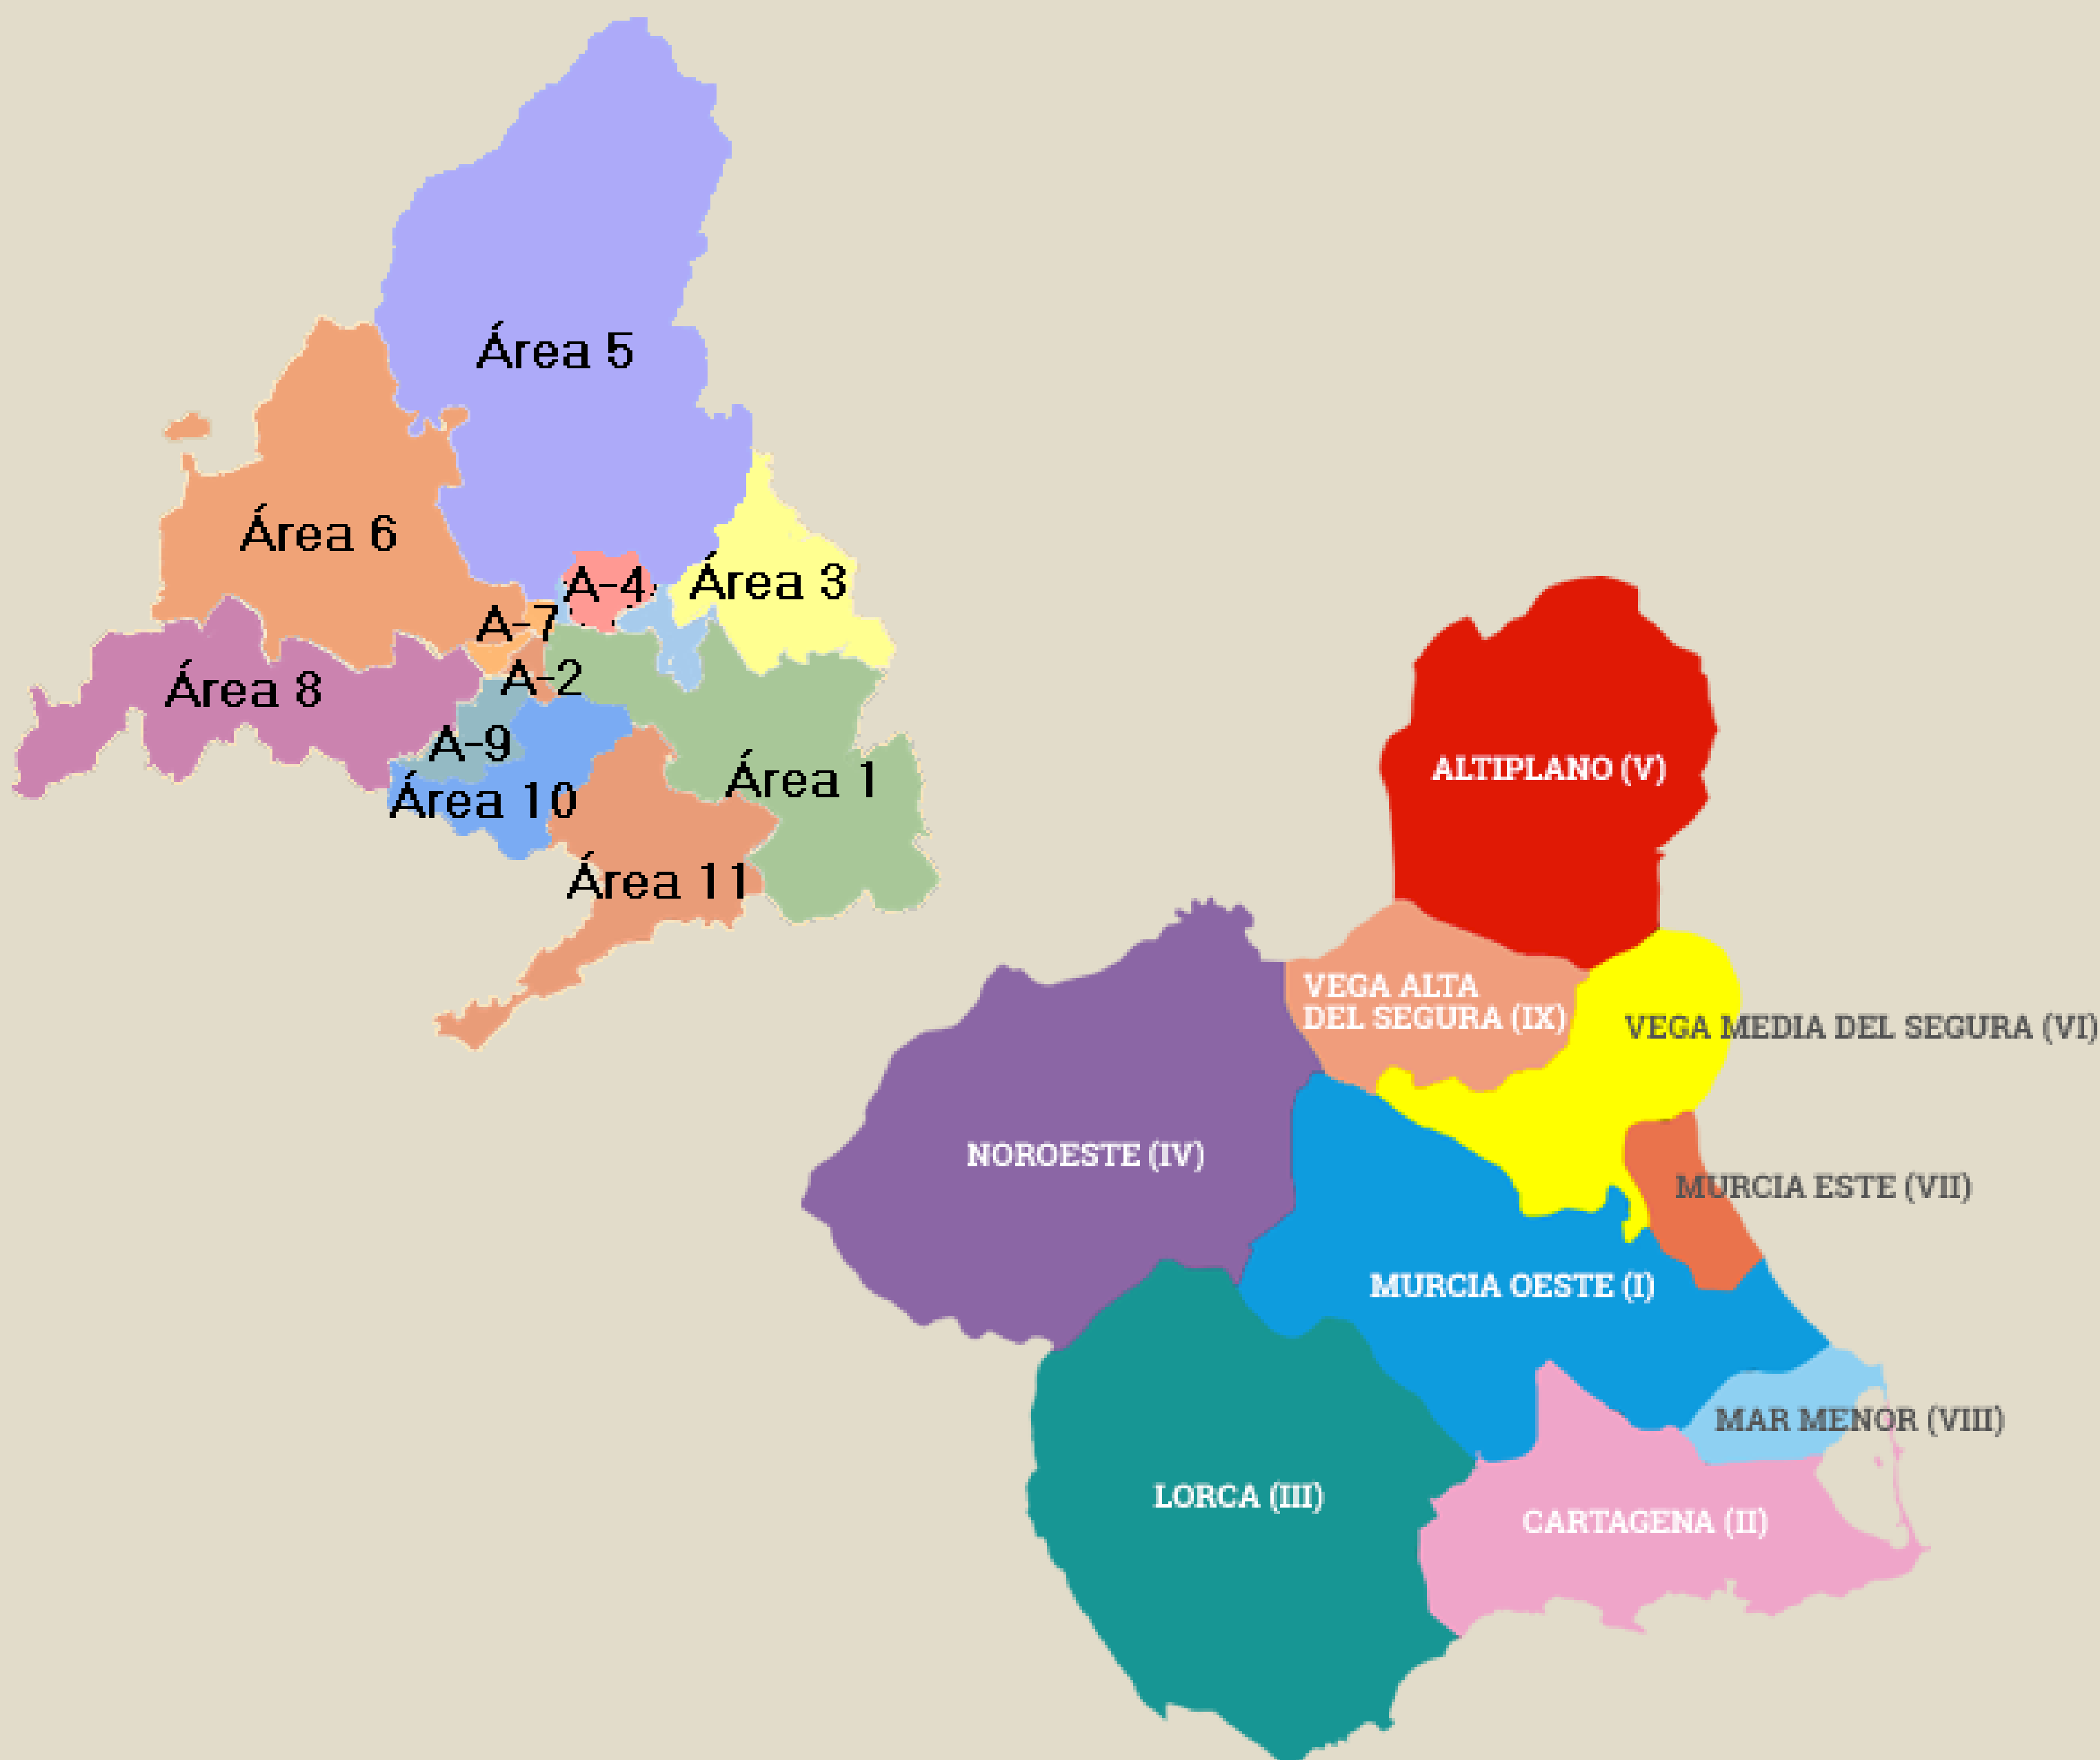 Área 5
Área 6
A-4
Área 3
A-7
A-2
Área 8
A-9
Área 1
Área 10
Área 11
ALTIPLANO (V)
VEGA ALTA
DEL SEGURA (IX)
VEGA MEDIA DEL SEGURA (VI)
NOROESTE (IV)
MURCIA ESTE (VII)
MURCIA OESTE (I)
MAR MENOR (VIII)
LORCA (III)
CARTAGENA (II)